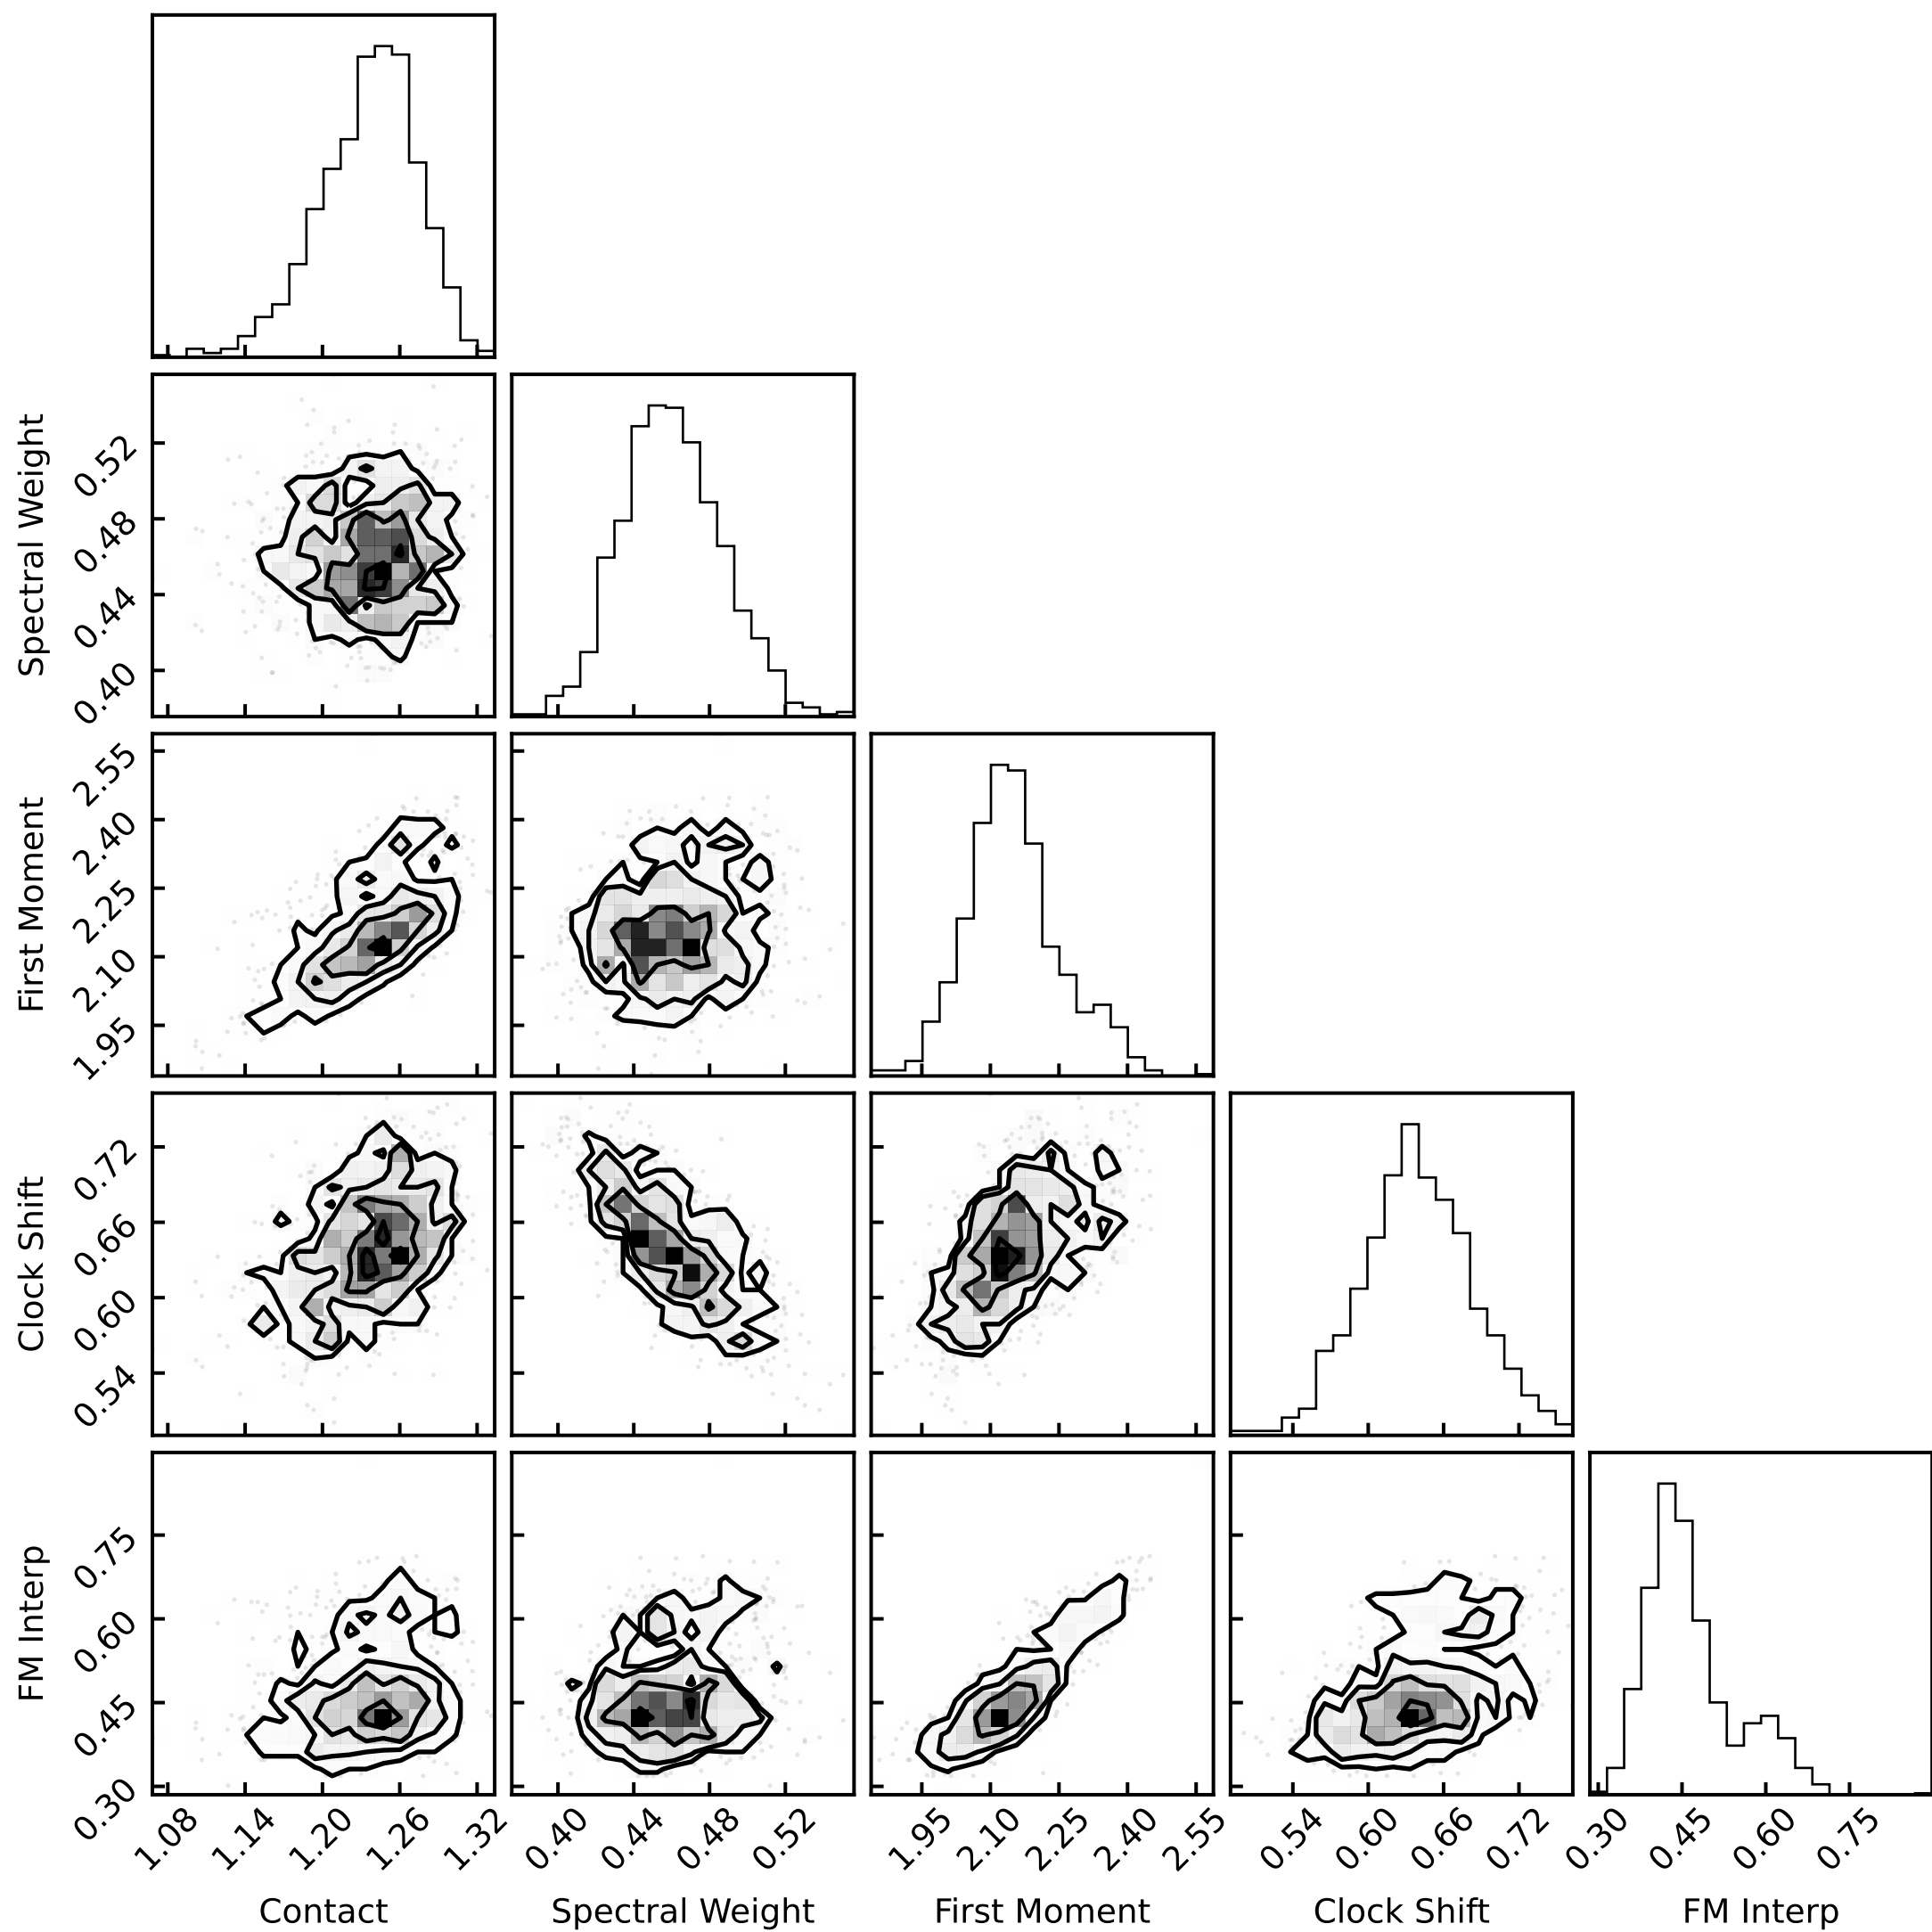 Spectral Weight
0.52
0.48
0.44
0.40
First Moment
2.55
2.40
2.25
2.10
1.95
Clock Shift
0.72
0.66
0.60
0.54
FM Interp
0.75
0.60
0.45
0.30
1.08 1.14 1.20 1.26 1.32 0.40 0.44 0.48 0.52 1.95 2.10 2.25 2.40 2.55 0.54 0.60 0.66 0.72 0.30 0.45 0.60 0.75
Contact Spectral Weight First Moment Clock Shift FM Interp